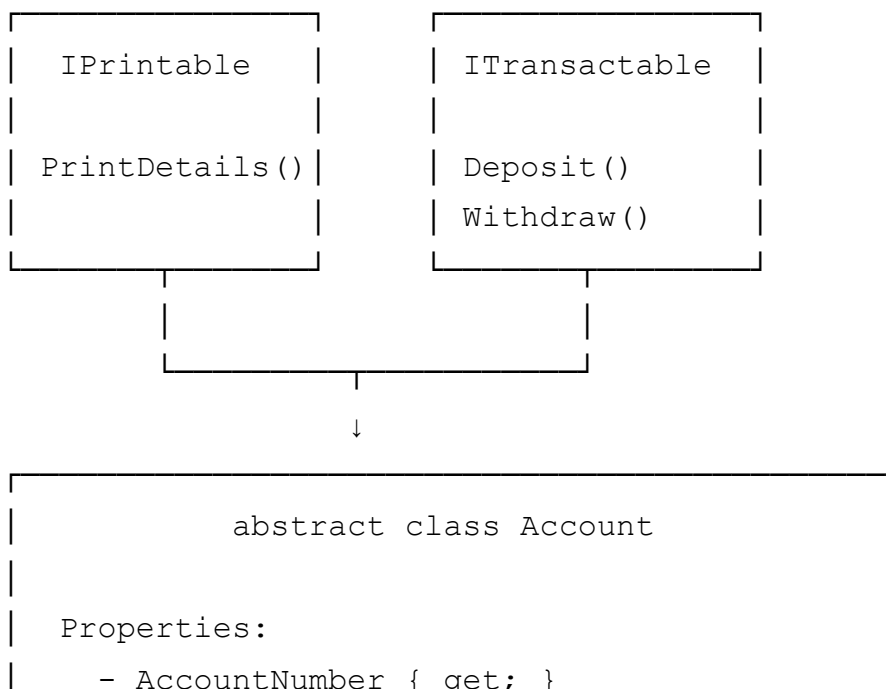 IPrintable ITransactable
PrintDetails() Deposit()
Withdraw()
↓
abstract class Account
Properties:
- AccountNumber { get; }